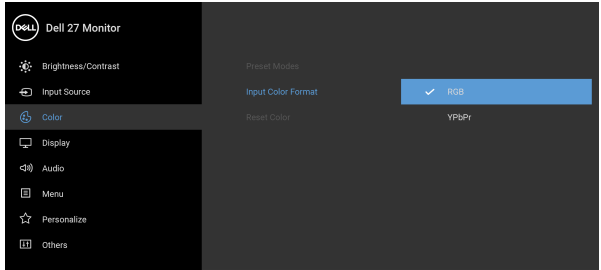 DELL Dell 27 Monitor
Brightness/Contrast
Input Source
Color
Display
Audio
Menu
Personalize
Others
Preset Modes
Input Color Format
Reset Color
RGB
YPbPr